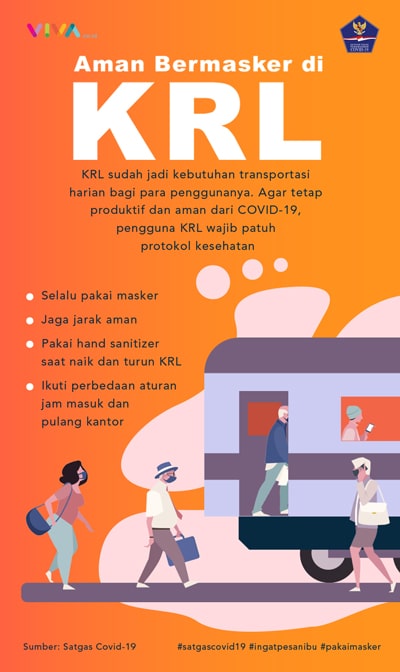 VIVA.co.id
Aman Bermasker di
KRL
KRL sudah jadi kebutuhan transportasi
harian bagi para penggunanya. Agar tetap
produktif dan aman dari COVID-19,
pengguna KRL wajib patuh
protokol kesehatan
Selalu pakai masker
Jaga jarak aman
Pakai hand sanitizer
saat naik dan turun KRL
Ikuti perbedaan aturan
jam masuk dan
pulang kantor
Sumber: Satgas Covid-19
#satgascovid19 #ingatpesanibu #pakaimasker